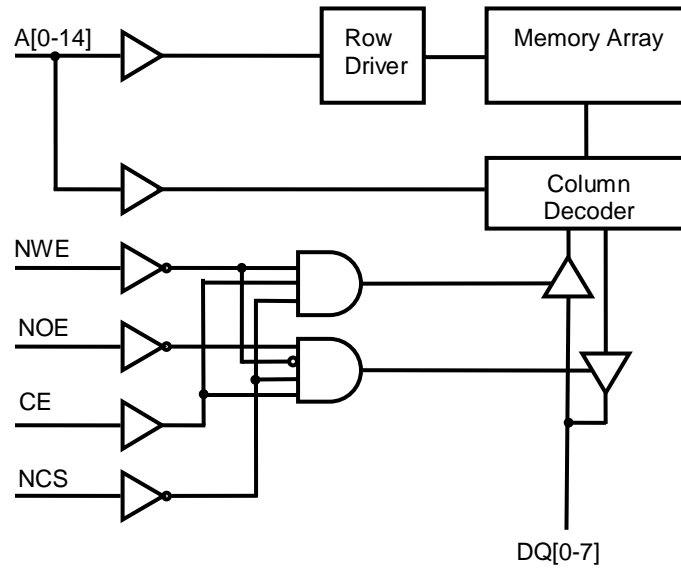 A[0-14]
Row
Driver
Memory Array
Column
Decoder
NWE
NOE
CE
NCS
DQ[0-7]